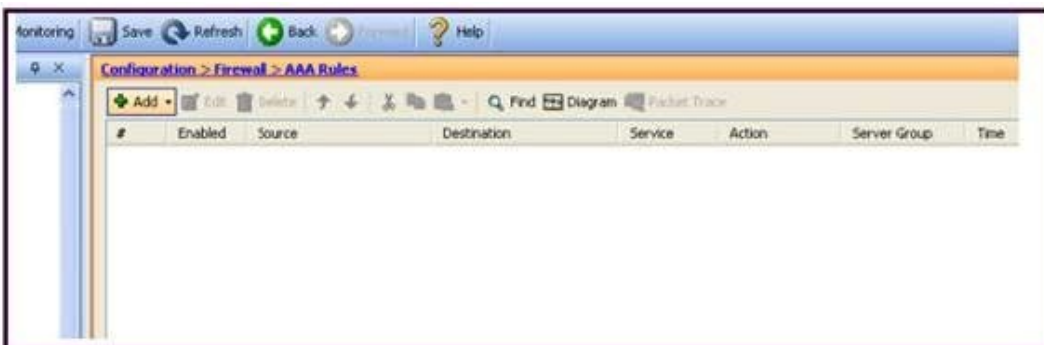 Monitoring Save Refresh Back Forward Help
Configuration > Firewall > AAA Rules
Add Edit Delete Find Diagram Packet Trace
# Enabled Source Destination Service Action Server Group Time